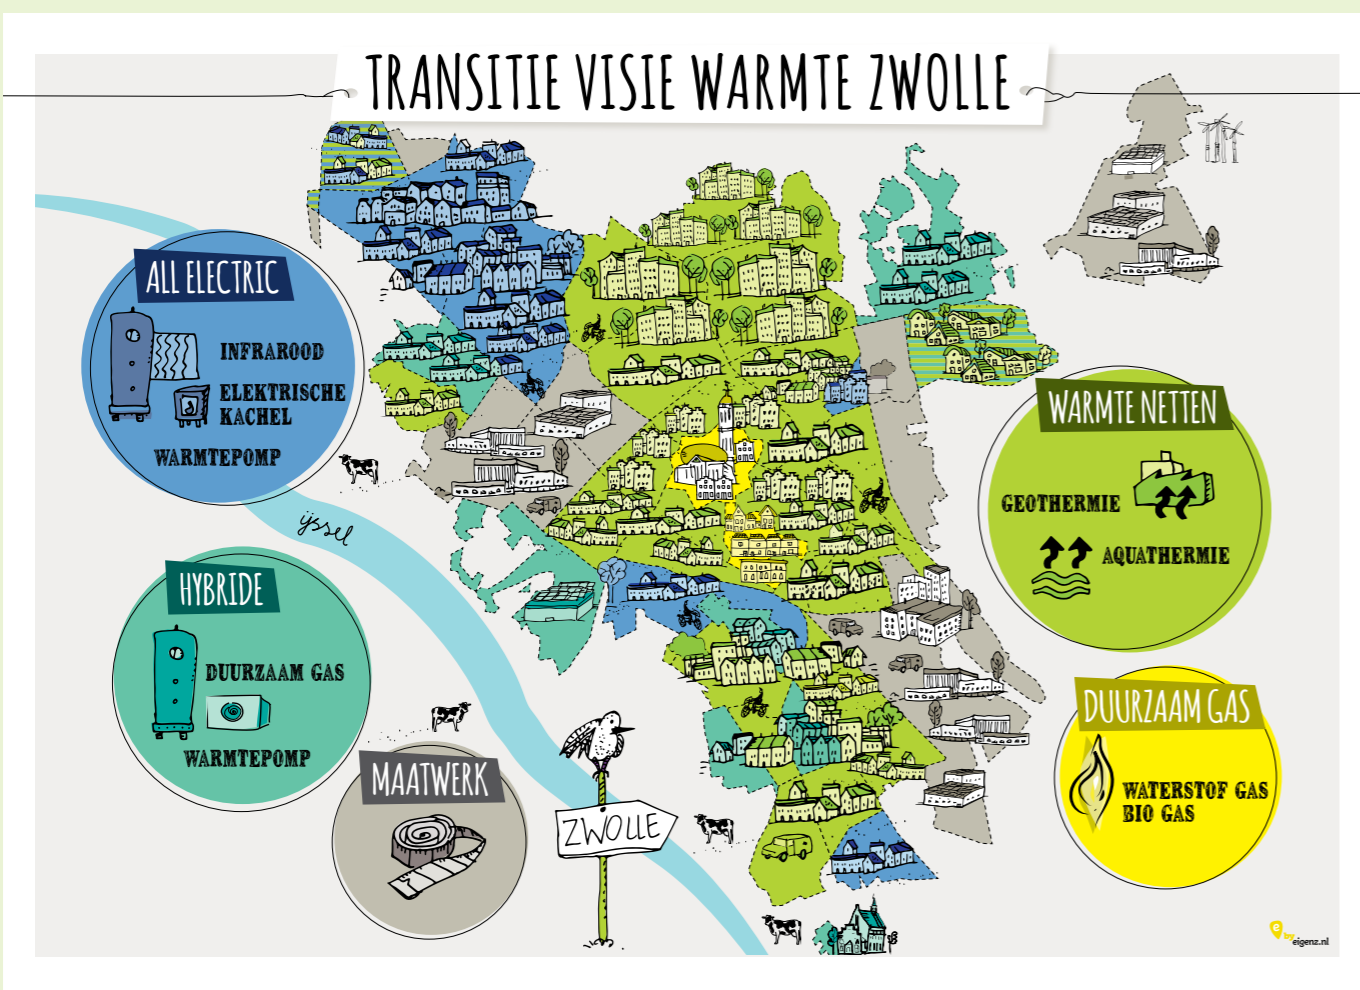 TRANSITIE VISIE WARMTE ZWOLLE
ALL ELECTRIC
INFRAROOD
ELEKTRISCHE
KACHEL
WARMTEPOMP
ijssel
HYBRIDE
DUURZAAM GAS
WARMTEPOMP
MAATWERK
ZWOLLE
WARMTE NETTEN
GEOTHERMIE
AQUATHERMIE
DUURZAAM GAS
WATERSTOF GAS
BIO GAS
e by eigenz.nl